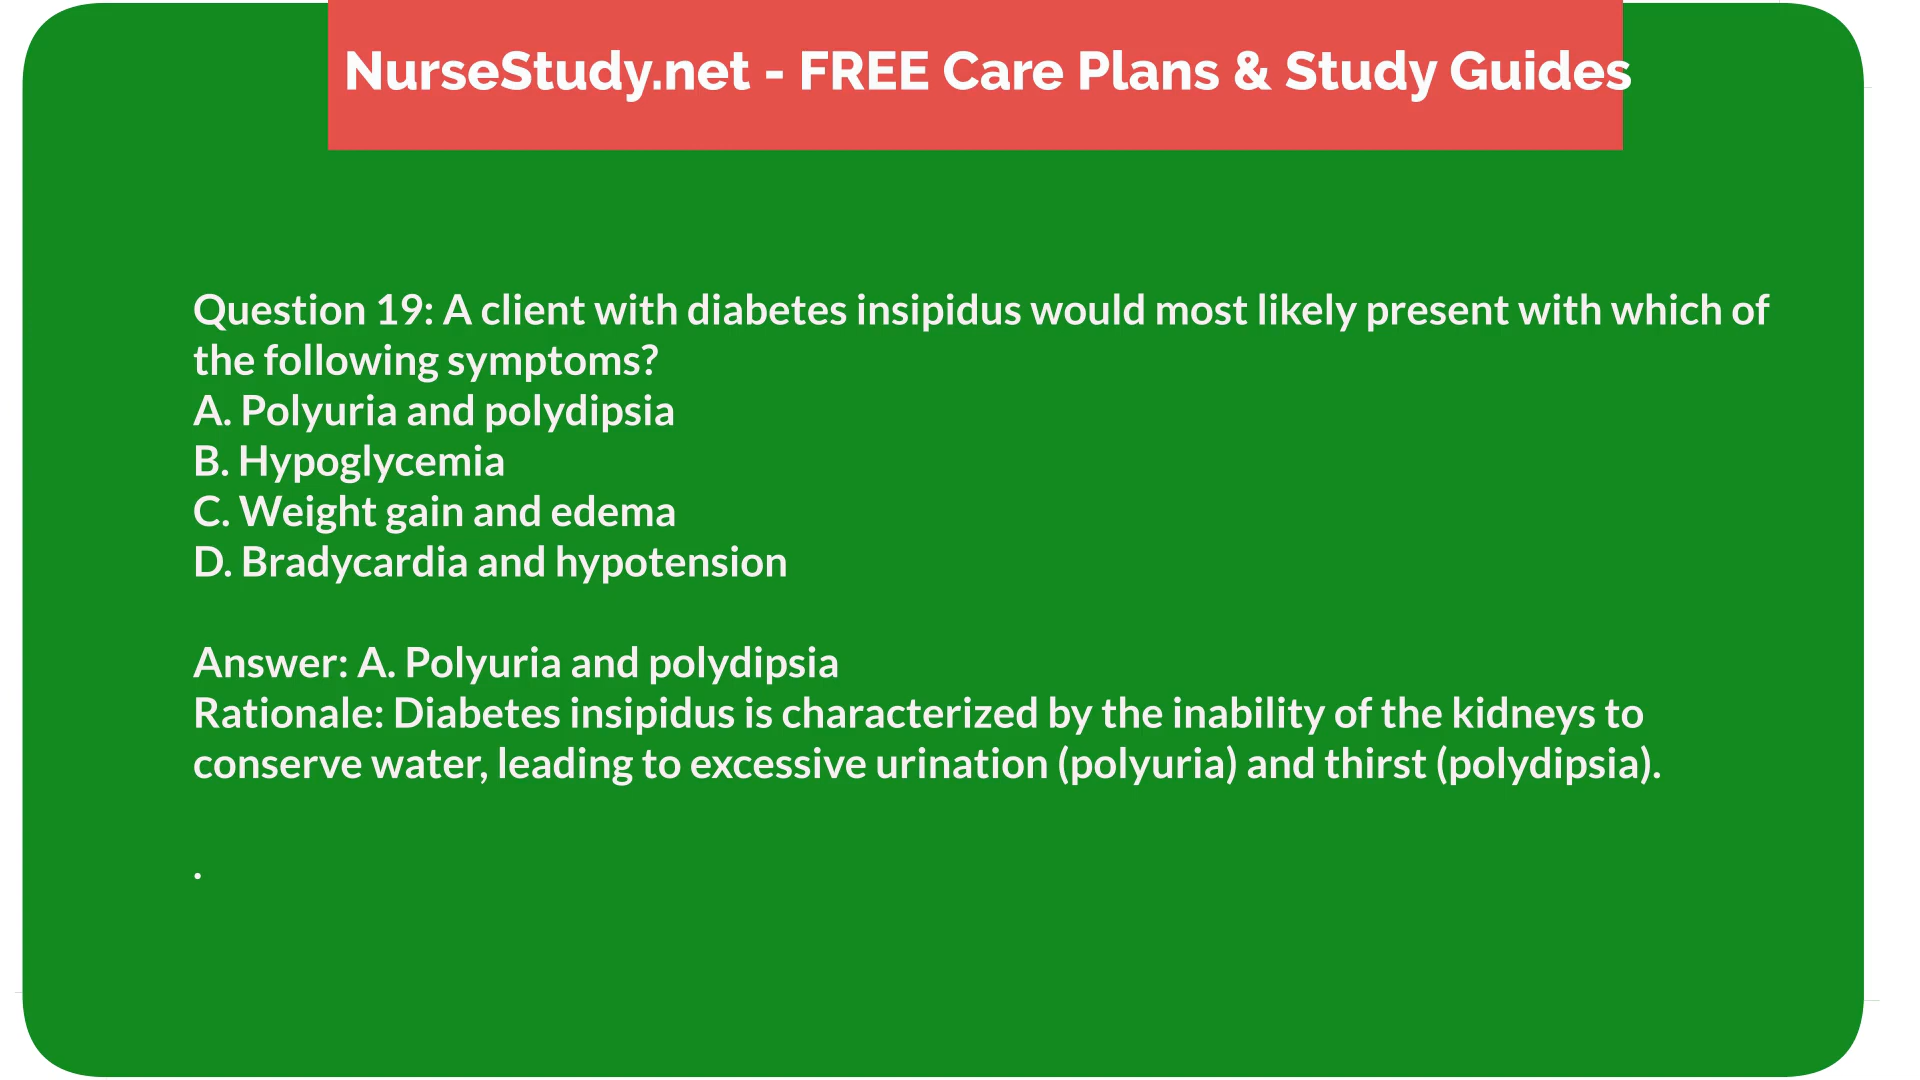 NurseStudy.net - FREE Care Plans & Study Guides
Question 19: A client with diabetes insipidus would most likely present with which of
the following symptoms?
A. Polyuria and polydipsia
B. Hypoglycemia
C. Weight gain and edema
D. Bradycardia and hypotension
Answer: A. Polyuria and polydipsia
Rationale: Diabetes insipidus is characterized by the inability of the kidneys to
conserve water, leading to excessive urination (polyuria) and thirst (polydipsia).
.